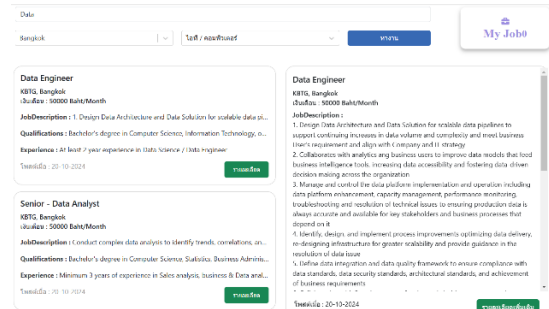 Data
Bangkok
ไอที / คอมพิวเตอร์
หางาน
My Job0
Data Engineer
KBTG, Bangkok
เงินเดือน : 50000 Baht/Month
JobDescription : 1. Design Data Architecture and Data Solution for scalable data pi...
Qualifications : Bachelor's degree in Computer Science, Information Technology, o...
Experience : At least 2 year experience in Data Science / Data Engineer
โพสต์เมื่อ : 20-10-2024
รายละเอียด
Senior - Data Analyst
KBTG, Bangkok
เงินเดือน : 50000 Baht/Month
JobDescription : Conduct complex data analysis to identify trends, correlations, an...
Qualifications : Bachelor's degree in Computer Science, Statistics, Business Adminis...
Experience : Minimum 3 years of experience in Sales analysis, business & Data anal...
โพสต์เมื่อ : 20-10-2024
รายละเอียด
Data Engineer
KBTG, Bangkok
เงินเดือน : 50000 Baht/Month
JobDescription :
1. Design Data Architecture and Data Solution for scalable data pipelines to
support continuing increases in data volume and complexity and meet business
User's requirement and align with Company and IT strategy
2. Collaborates with analytics and business users to improve data models that feed
business intelligence tools, increasing data accessibility and fostering data-driven
decision making across the organization
3. Manage and control the data platform implementation and operation including
data platform enhancement, capacity management, performance monitoring,
troubleshooting and resolution of technical issues to ensuring production data is
always accurate and available for key stakeholders and business processes that
depend on it
4. Identify, design, and implement process improvements optimizing data delivery,
re-designing infrastructure for greater scalability and provide guidance in the
resolution of data issue
5. Define data integration and data quality framework to ensure compliance with
data standards, data security standards, architectural standards, and achievement
of business requirements
โพสต์เมื่อ : 20-10-2024